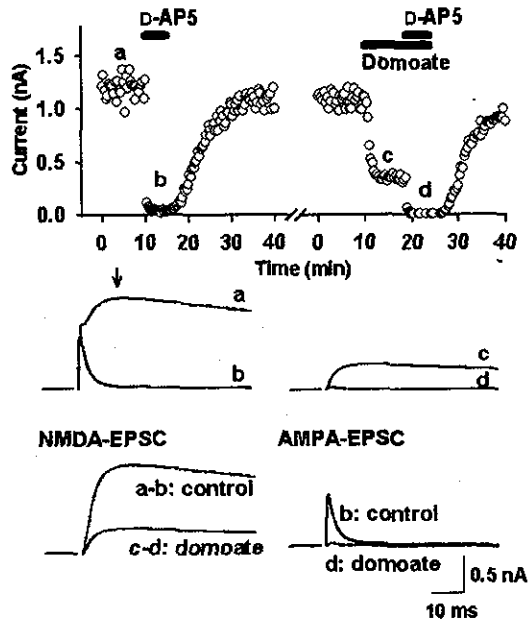 D-AP5
D-AP5
Domoate
Current (nA)
1.5
1.0
0.5
0.0
a
b
c
d
0 10 20 30 40
0 10 20 30 40
Time (min)
a
b
c
d
NMDA-EPSC
AMPA-EPSC
a-b: control
c-d: domoate
b: control
d: domoate
0.5 nA
10 ms